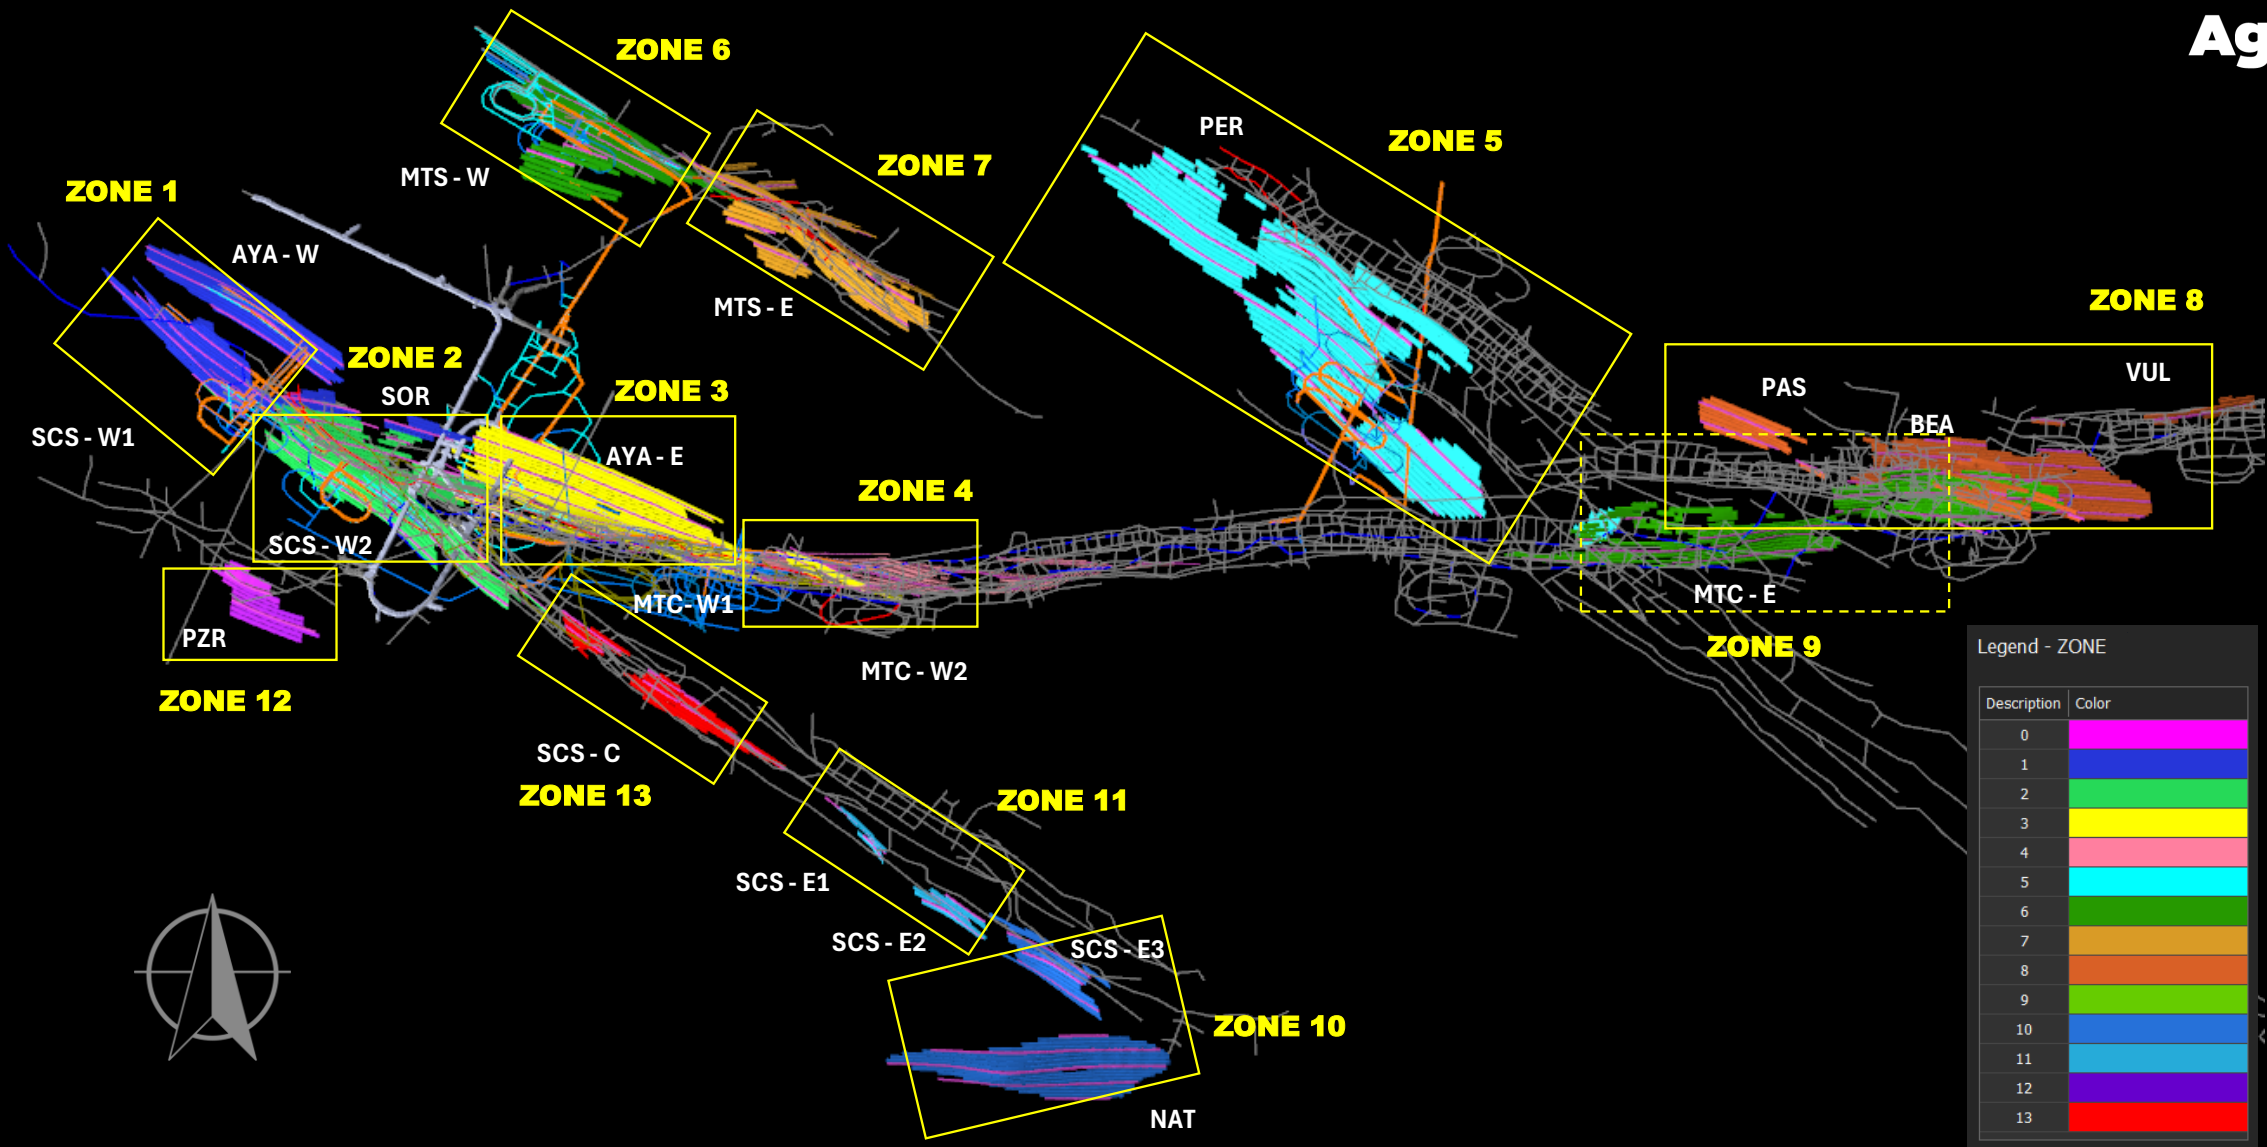 Ag
ZONE 6
ZONE 7
MTS - W
MTS - E
PER
ZONE 5
ZONE 1
AYA - W
ZONE 2
SOR
ZONE 3
AYA - E
SCS - W1
SCS - W2
ZONE 4
MTC- W1
MTC - W2
PZR
ZONE 12
ZONE 8
VUL
PAS
BEA
MTC - E
ZONE 9
SCS - C
ZONE 13
ZONE 11
SCS - E1
SCS - E2
SCS - E3
ZONE 10
NAT
Legend - ZONE
Description Color
0
1
2
3
4
5
6
7
8
9
10
11
12
13